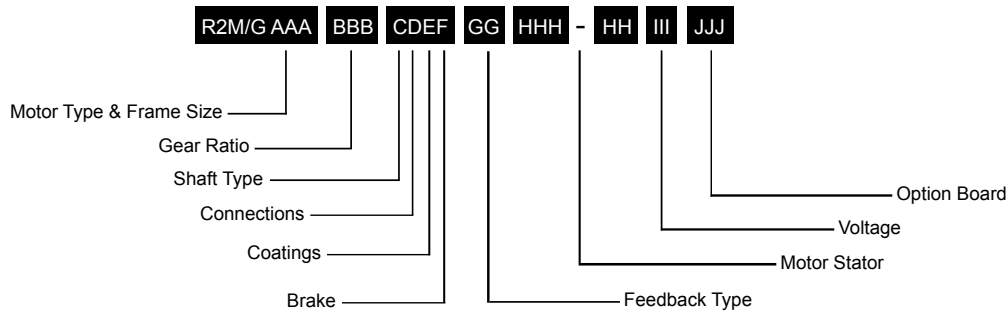 R2M/G AAA BBB CDEF GG HHH - HH III JJJ
Motor Type & Frame Size
Gear Ratio
Shaft Type
Option Board
Connections
Voltage
Coatings
Motor Stator
Brake
Feedback Type